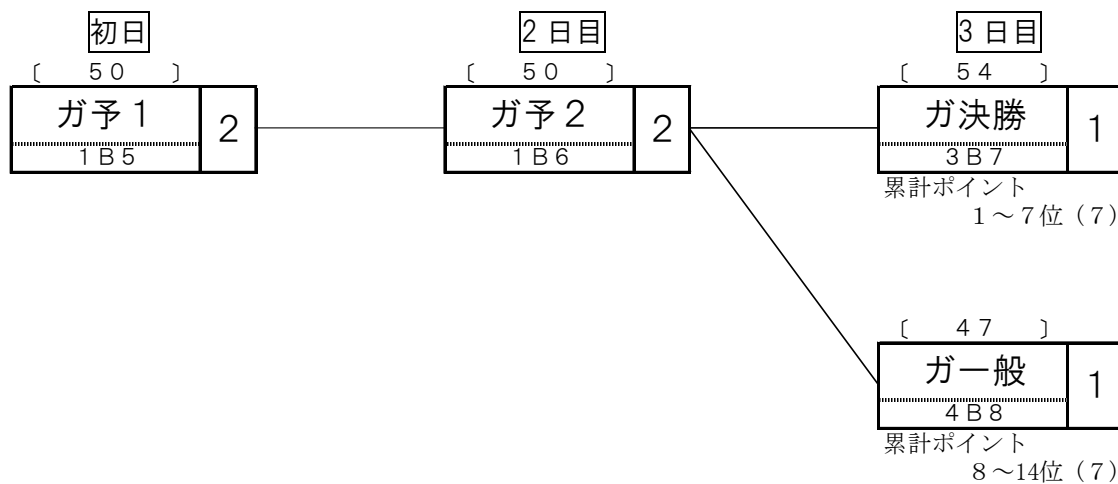 初日
〔 ５０ 〕
ガ予１ ２
１Ｂ５
２日目
〔 ５０ 〕
ガ予２ ２
１Ｂ６
３日目
〔 ５４ 〕
ガ決勝 １
３Ｂ７
累計ポイント
１～７位（７）
〔 ４７ 〕
ガ一般 １
４Ｂ８
累計ポイント
８～14位（７）